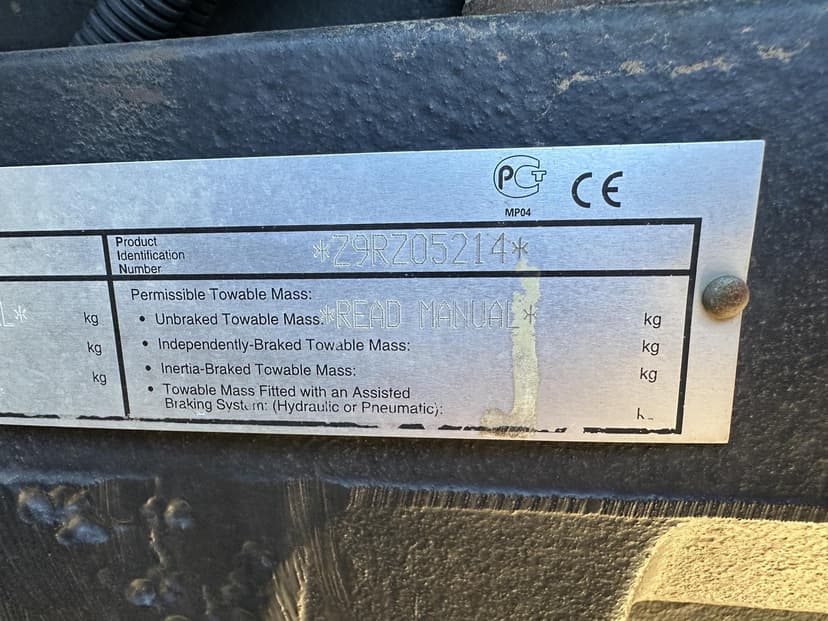 PCT CE
MP04
Product
Identification
Number
*Z9RZ05214*
Permissible Towable Mass:
L* kg • Unbraked Towable Mass: *READ MANUAL* kg
kg • Independently-Braked Towable Mass: kg
kg • Inertia-Braked Towable Mass: kg
• Towable Mass Fitted with an Assisted
Braking System: (Hydraulic or Pneumatic):